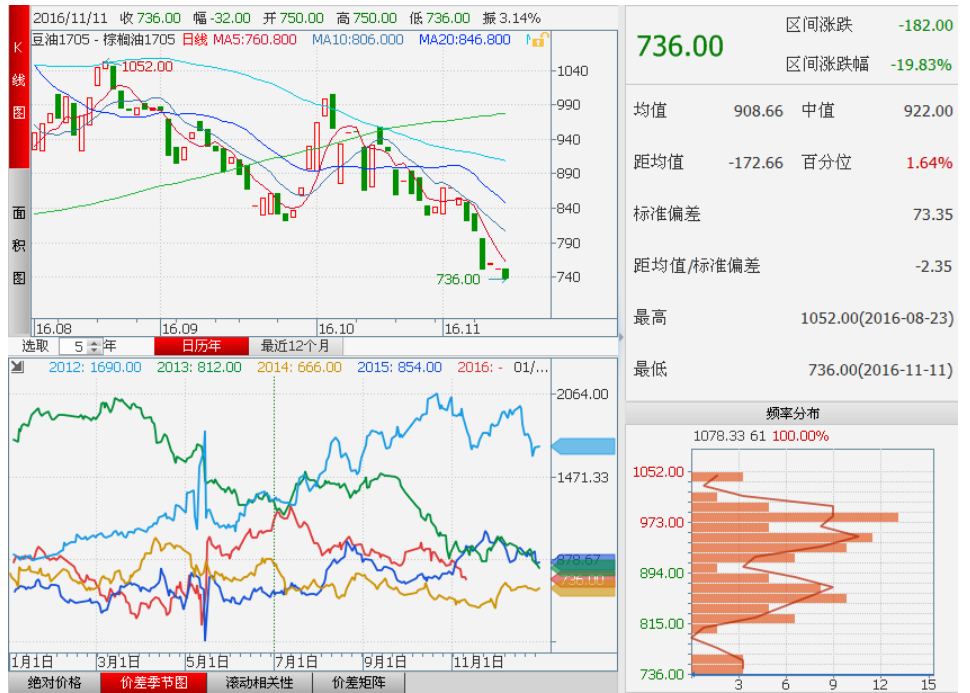 K
线
图
面
积
图
2016/11/11 收 736.00 幅 -32.00 开 750.00 高 750.00 低 736.00 振 3.14%
豆油1705 - 棕榈油1705 日线 MA5:760.800 MA10:806.000 MA20:846.800
1052.00
1040
990
940
890
840
790
740
736.00
16.08 16.09 16.10 16.11
选取 5 年 日历年 最近12个月
2012: 1690.00 2013: 812.00 2014: 666.00 2015: 854.00 2016: - 01/...
2064.00
1471.33
878.67
736.00
1月1日 3月1日 5月1日 7月1日 9月1日 11月1日
绝对价格 价差季节图 滚动相关性 价差矩阵
736.00
区间涨跌 -182.00
区间涨跌幅 -19.83%
均值 908.66 中值 922.00
距均值 -172.66 百分位 1.64%
标准偏差 73.35
距均值/标准偏差 -2.35
最高 1052.00(2016-08-23)
最低 736.00(2016-11-11)
频率分布
1078.33 61 100.00%
1052.00
973.00
894.00
815.00
736.00
3 6 9 12 15